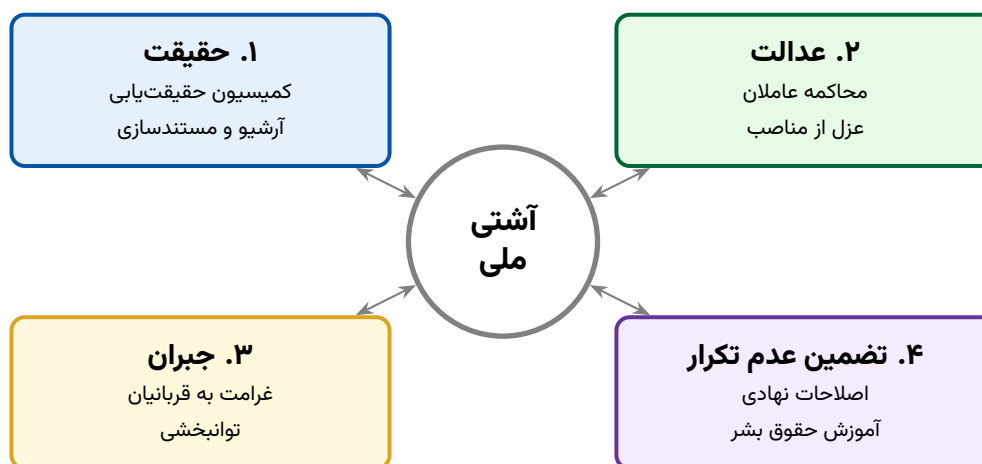 ۱. حقیقت
کمیسیون حقیقت‌یابی
آرشیو و مستندسازی
۲. عدالت
محاکمه عاملان
عزل از مناصب
آشتی
ملی
۳. جبران
غرامت به قربانیان
توانبخشی
۴. تضمین عدم تکرار
اصلاحات نهادی
آموزش حقوق بشر